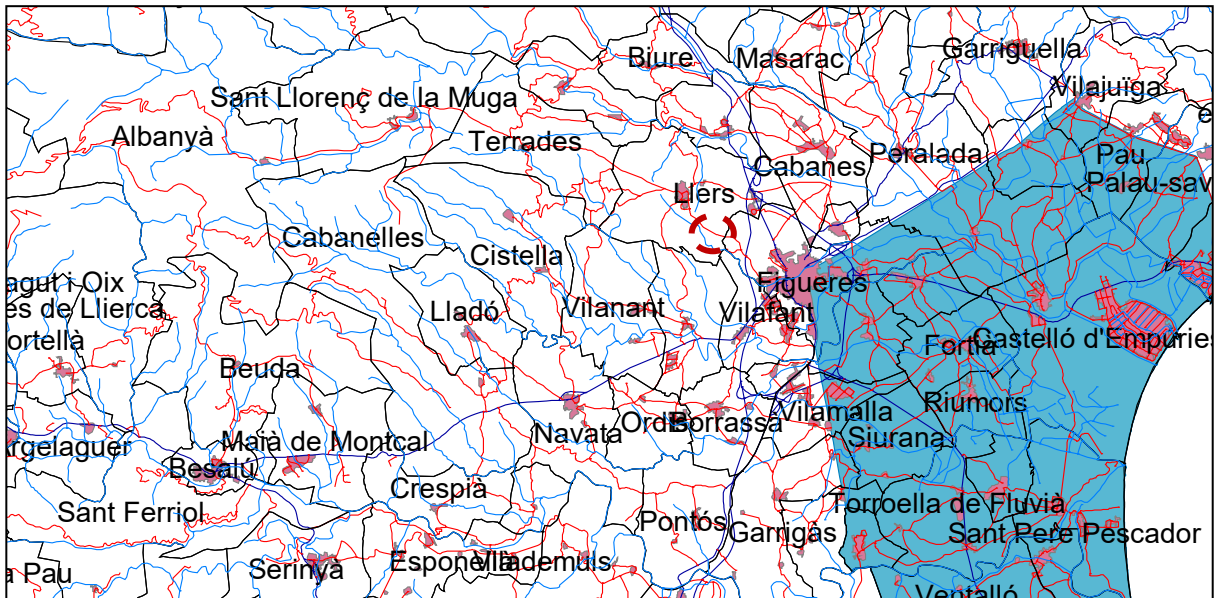 Garriguella
Biure
Masarac
Vilajuïga
Sant Llorenç de la Muga
Albanyà
Terrades
Cabanes
Peralada
Pau
Palau-sav
Llers
Cabanelles
Cistella
agut i Oix
Figueres
es de Llierca
Lladó
Vilanant
Vilafant
ortellà
Fortià
Castelló d'Empúries
Beuda
Riumors
Vilamalla
Ordis
Borrassà
Navata
Siurana
Argelaguer
Maià de Montcal
Besalú
Crespià
Sant Ferriol
Torroella de Fluvià
Pontós
Garrigàs
Sant Pere Pescador
Serinyà
Esponellà
Vilademuls
a Pau
Ventalló